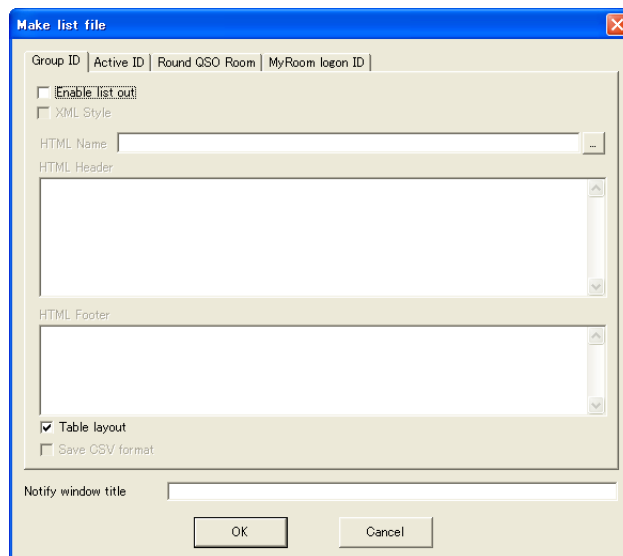 Make list file
Group ID Active ID Round QSO Room MyRoom logon ID
Enable list out
XML Style
HTML Name ...
HTML Header
HTML Footer
Table layout
Save CSV format
Notify window title
OK Cancel